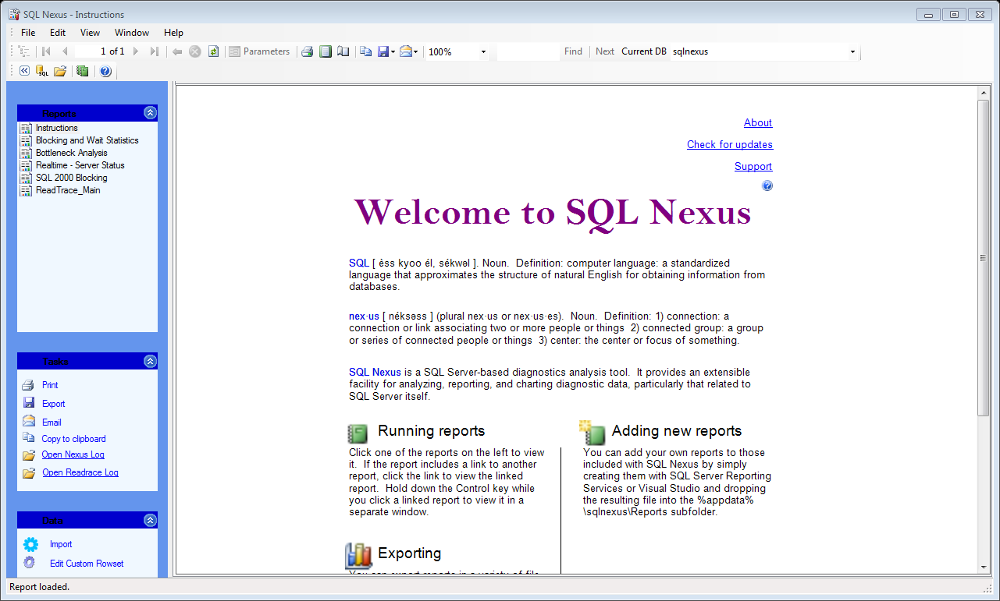 SQL Nexus - Instructions
File Edit View Window Help
1 of 1 Parameters 100% Find Next Current DB sqlnexus
SQL
Reports
Instructions
Blocking and Wait Statistics
Bottleneck Analysis
Realtime - Server Status
SQL 2000 Blocking
ReadTrace_Main
Tasks
Print
Export
Email
Copy to clipboard
Open Nexus Log
Open Readrace Log
Data
Import
Edit Custom Rowset
About
Check for updates
Support
Welcome to SQL Nexus
SQL [ èss kyoo él, sékwəl ]. Noun.  Definition: computer language: a standardized
language that approximates the structure of natural English for obtaining information from
databases.
nex·us [ néksəss ] (plural nex·us or nex·us·es).  Noun.  Definition: 1) connection: a
connection or link associating two or more people or things  2) connected group: a group
or series of connected people or things  3) center: the center or focus of something.
SQL Nexus is a SQL Server-based diagnostics analysis tool.  It provides an extensible
facility for analyzing, reporting, and charting diagnostic data, particularly that related to
SQL Server itself.
Running reports
Click one of the reports on the left to view
it.  If the report includes a link to another
report, click the link to view the linked
report.  Hold down the Control key while
you click a linked report to view it in a
separate window.
Adding new reports
You can add your own reports to those
included with SQL Nexus by simply
creating them with SQL Server Reporting
Services or Visual Studio and dropping
the resulting file into the %appdata%
\sqlnexus\Reports subfolder.
Exporting
You can export reports in a variety of file
Report loaded.